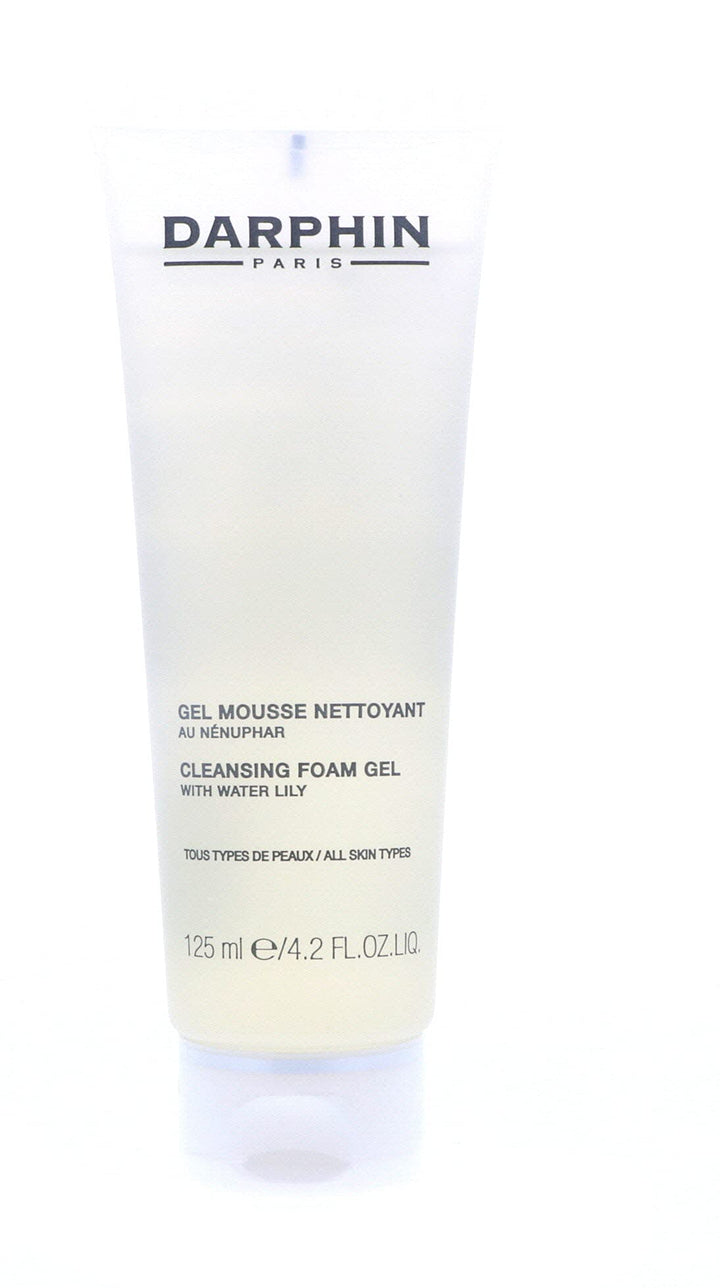 DARPHIN
PARIS
GEL MOUSSE NETTOYANT
AU NÉNUPHAR
CLEANSING FOAM GEL
WITH WATER LILY
TOUS TYPES DE PEAUX / ALL SKIN TYPES
125 ml ℮/4.2 FL.OZ.LIQ.